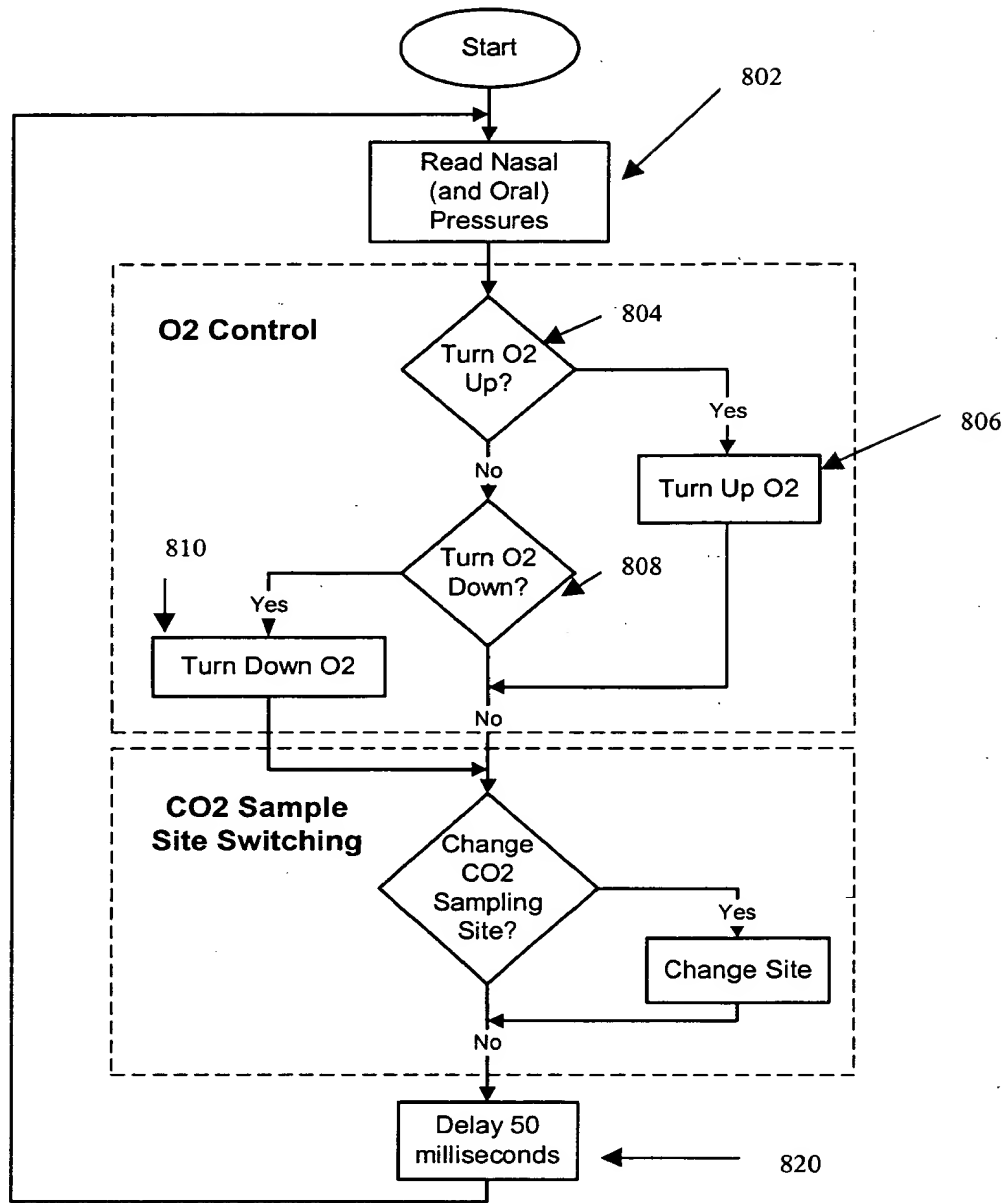 Start
802
Read Nasal
(and Oral)
Pressures
O2 Control
804
Turn O2
Up?
Yes
806
No
Turn Up O2
810
Turn O2
Down?
808
Yes
Turn Down O2
No
CO2 Sample
Site Switching
Change
CO2
Sampling
Site?
Yes
Change Site
No
Delay 50
milliseconds
820